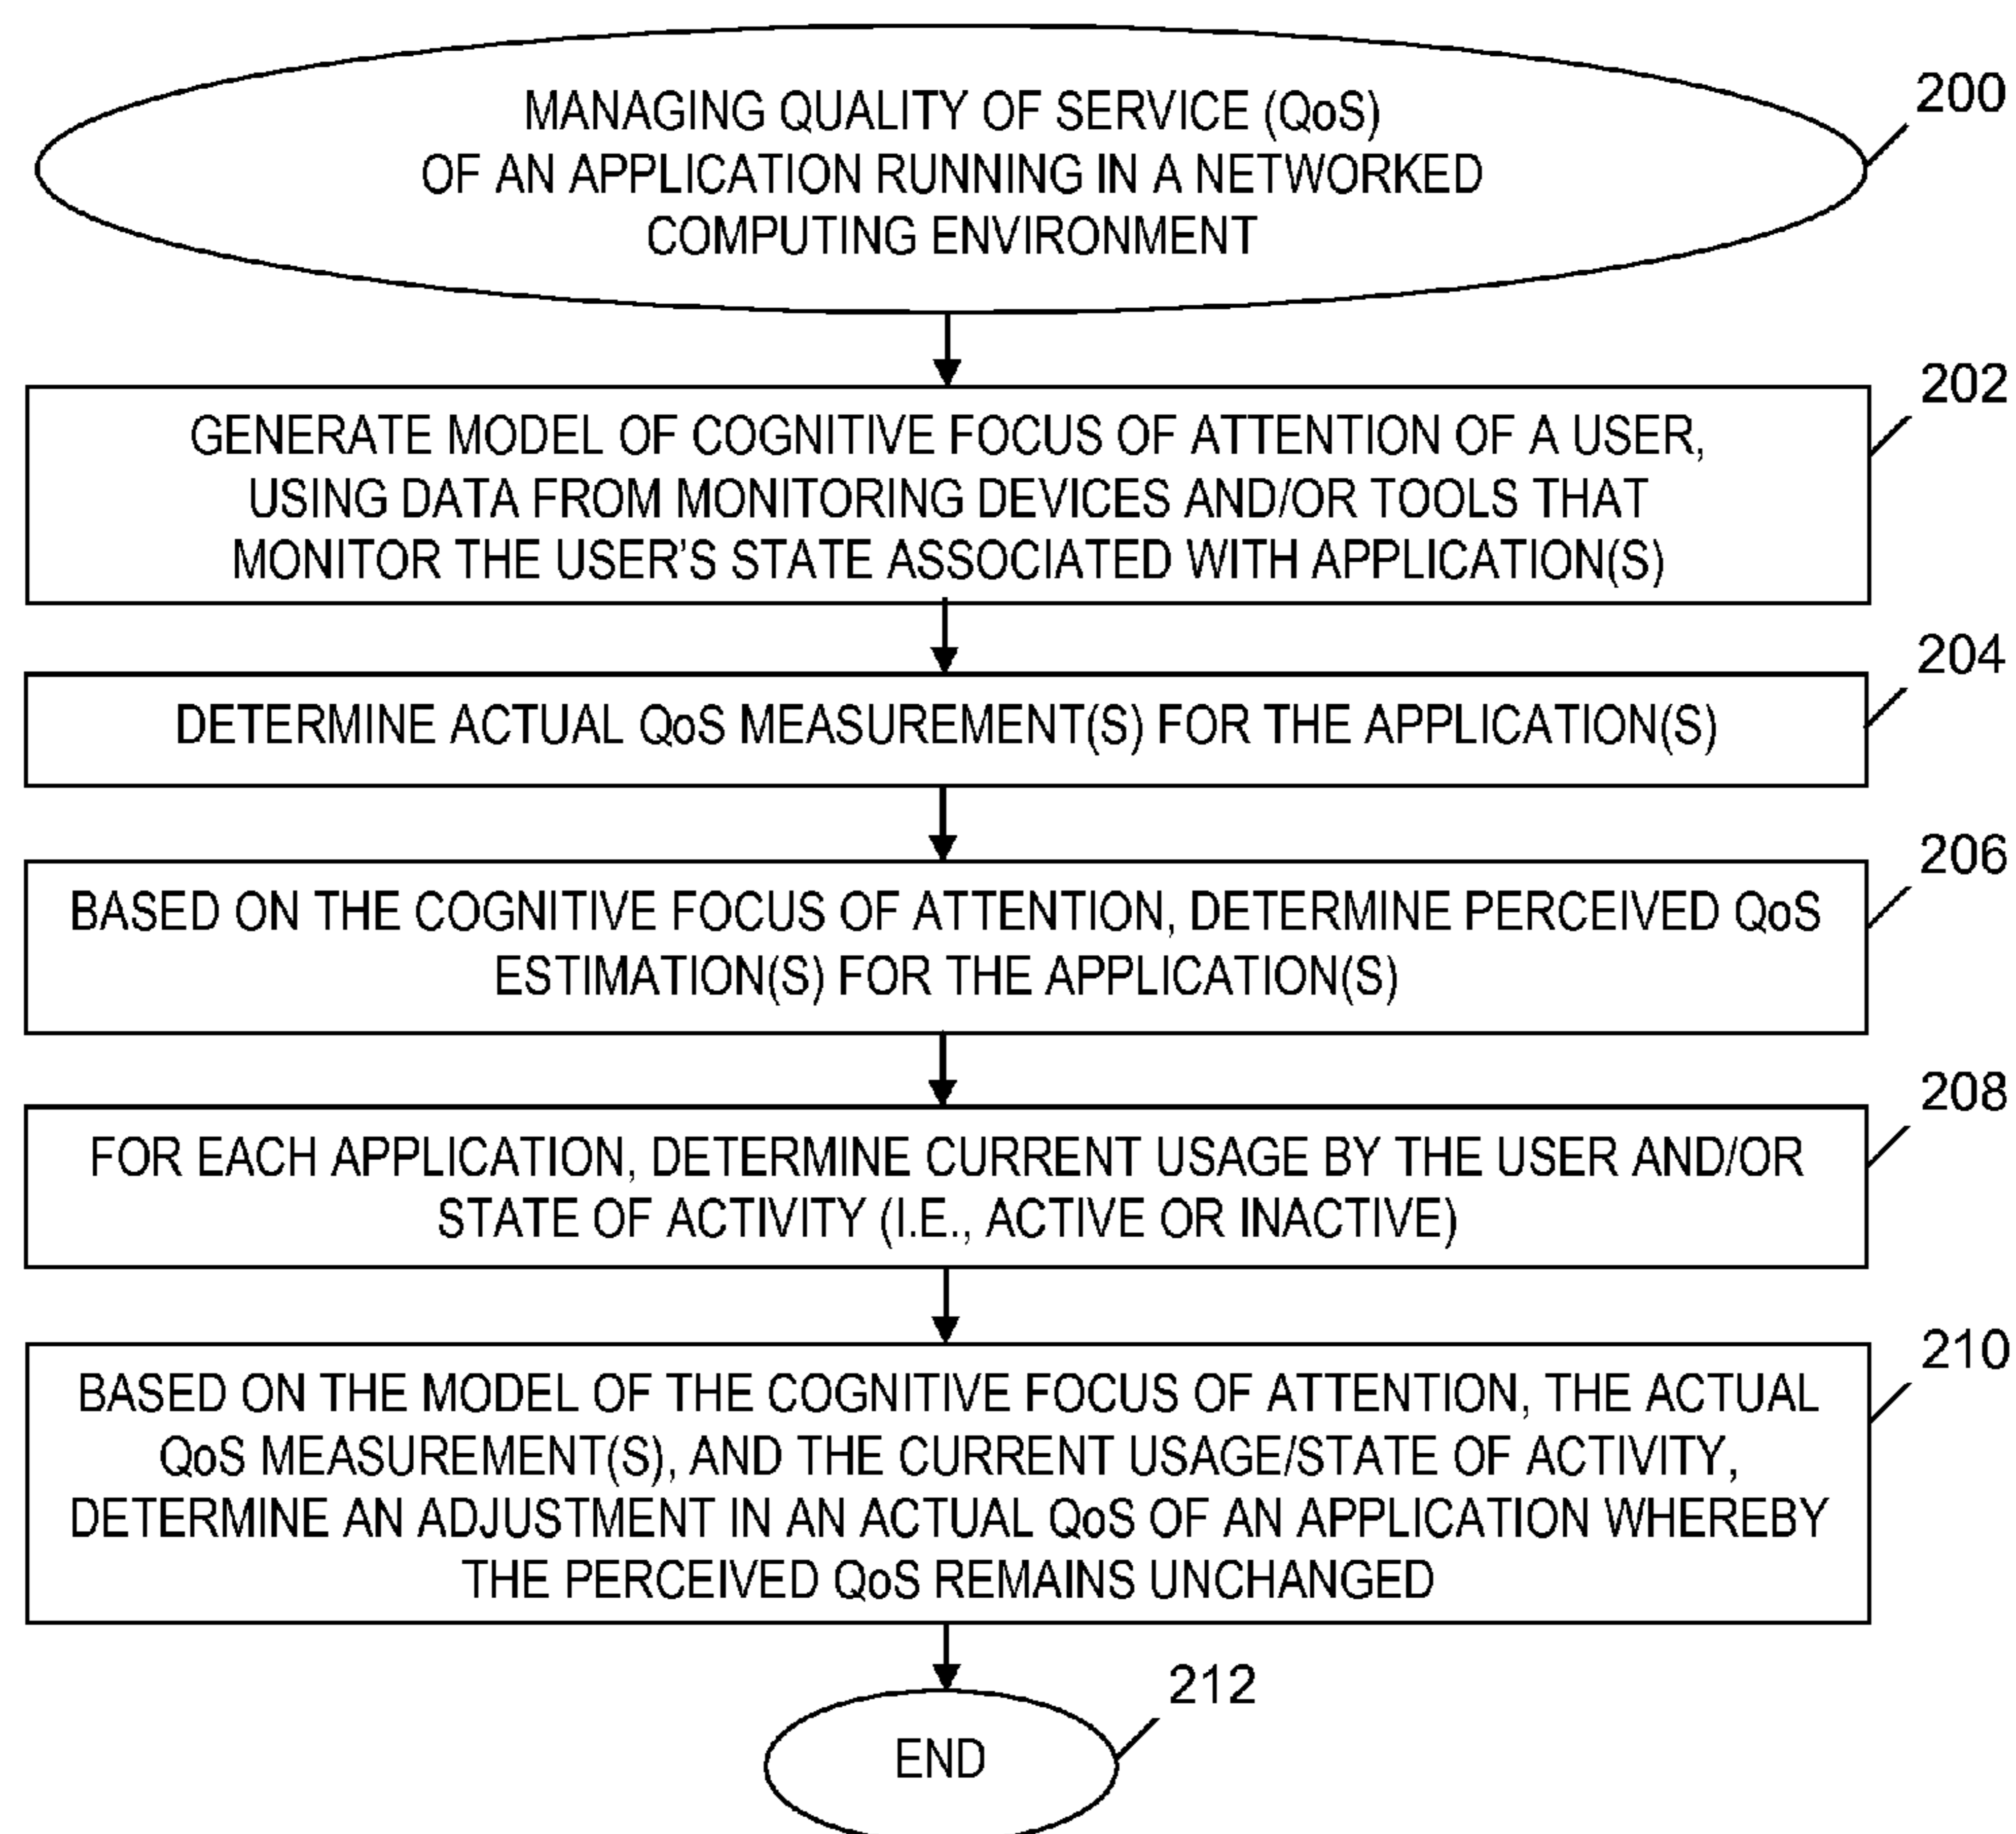 MANAGING QUALITY OF SERVICE (QoS)
OF AN APPLICATION RUNNING IN A NETWORKED
COMPUTING ENVIRONMENT
200
GENERATE MODEL OF COGNITIVE FOCUS OF ATTENTION OF A USER,
USING DATA FROM MONITORING DEVICES AND/OR TOOLS THAT
MONITOR THE USER'S STATE ASSOCIATED WITH APPLICATION(S)
202
DETERMINE ACTUAL QoS MEASUREMENT(S) FOR THE APPLICATION(S)
204
BASED ON THE COGNITIVE FOCUS OF ATTENTION, DETERMINE PERCEIVED QoS
ESTIMATION(S) FOR THE APPLICATION(S)
206
FOR EACH APPLICATION, DETERMINE CURRENT USAGE BY THE USER AND/OR
STATE OF ACTIVITY (I.E., ACTIVE OR INACTIVE)
208
BASED ON THE MODEL OF THE COGNITIVE FOCUS OF ATTENTION, THE ACTUAL
QoS MEASUREMENT(S), AND THE CURRENT USAGE/STATE OF ACTIVITY,
DETERMINE AN ADJUSTMENT IN AN ACTUAL QoS OF AN APPLICATION WHEREBY
THE PERCEIVED QoS REMAINS UNCHANGED
210
END
212